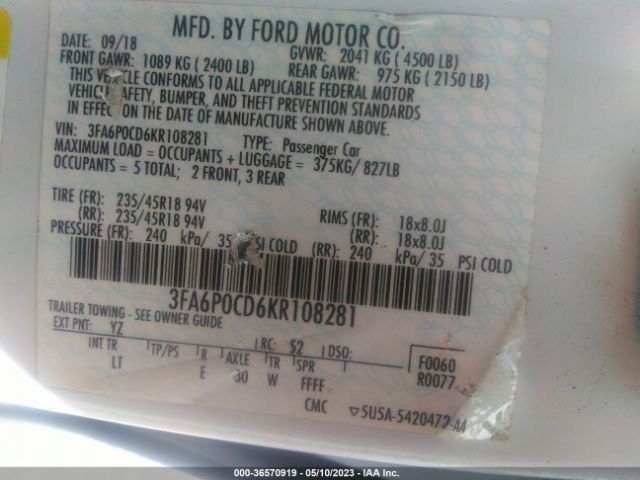 MFD. BY FORD MOTOR CO.
DATE: 09/18 GVWR: 2041 KG ( 4500 LB)
FRONT GAWR: 1089 KG ( 2400 LB) REAR GAWR: 975 KG ( 2150 LB)
THIS VEHICLE CONFORMS TO ALL APPLICABLE FEDERAL MOTOR
VEHICLE SAFETY, BUMPER, AND THEFT PREVENTION STANDARDS
IN EFFECT ON THE DATE OF MANUFACTURE SHOWN ABOVE.
VIN: 3FA6P0CD6KR108281 TYPE: Passenger Car
MAXIMUM LOAD = OCCUPANTS + LUGGAGE = 375KG/ 827LB
OCCUPANTS = 5 TOTAL; 2 FRONT, 3 REAR
TIRE (FR): 235/45R18 94V RIMS (FR): 18x8.0J
(RR): 235/45R18 94V (RR): 18x8.0J
PRESSURE (FR): 240 kPa/ 35 PSI COLD (RR): 240 kPa/ 35 PSI COLD
3FA6P0CD6KR108281
TRAILER TOWING - SEE OWNER GUIDE
EXT PNT: YZ RC: 52 DSO: F0060
INT TR TP/PS R AXLE TR SPR R0077
LT E 30 W FFFF
CMC ▽5U5A-5420472-AA
000-36570919 - 05/10/2023 - IAA Inc.